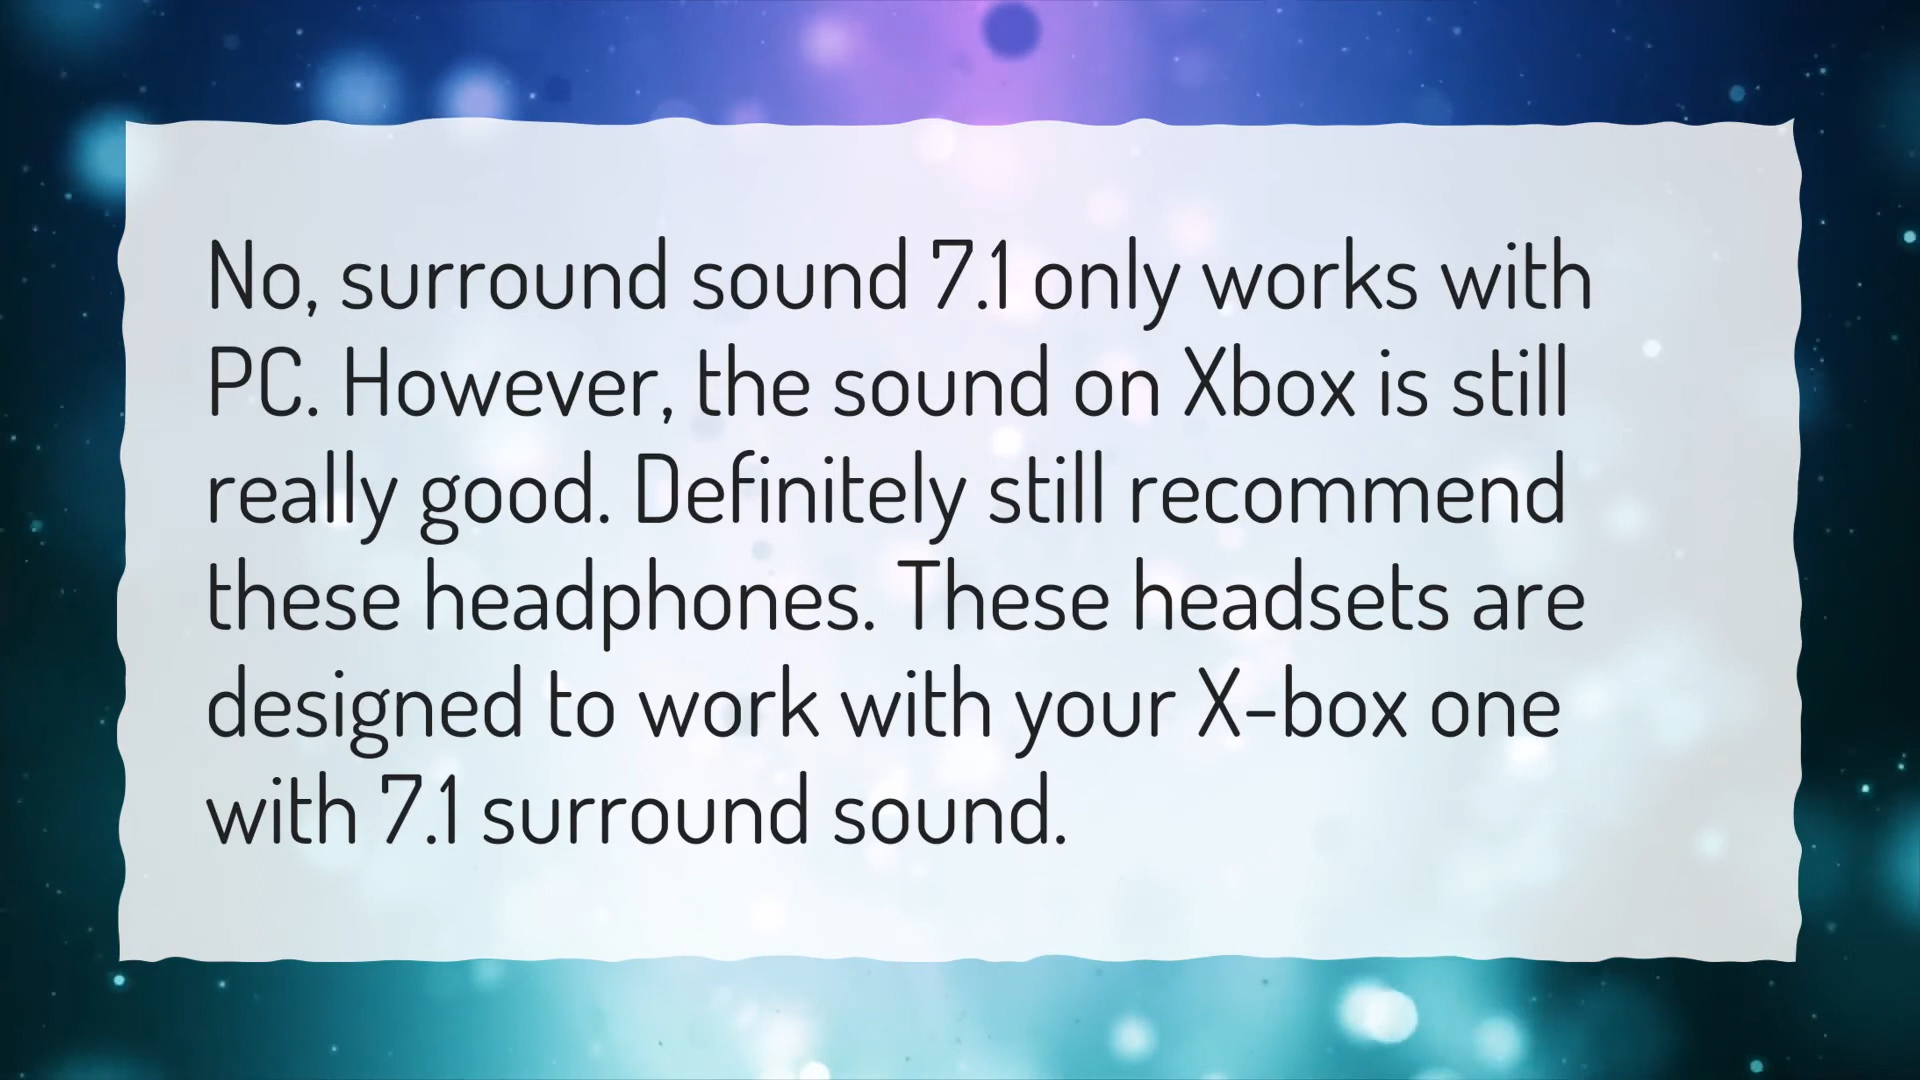 No, surround sound 7.1 only works with
PC. However, the sound on Xbox is still
really good. Definitely still recommend
these headphones. These headsets are
designed to work with your X-box one
with 7.1 surround sound.